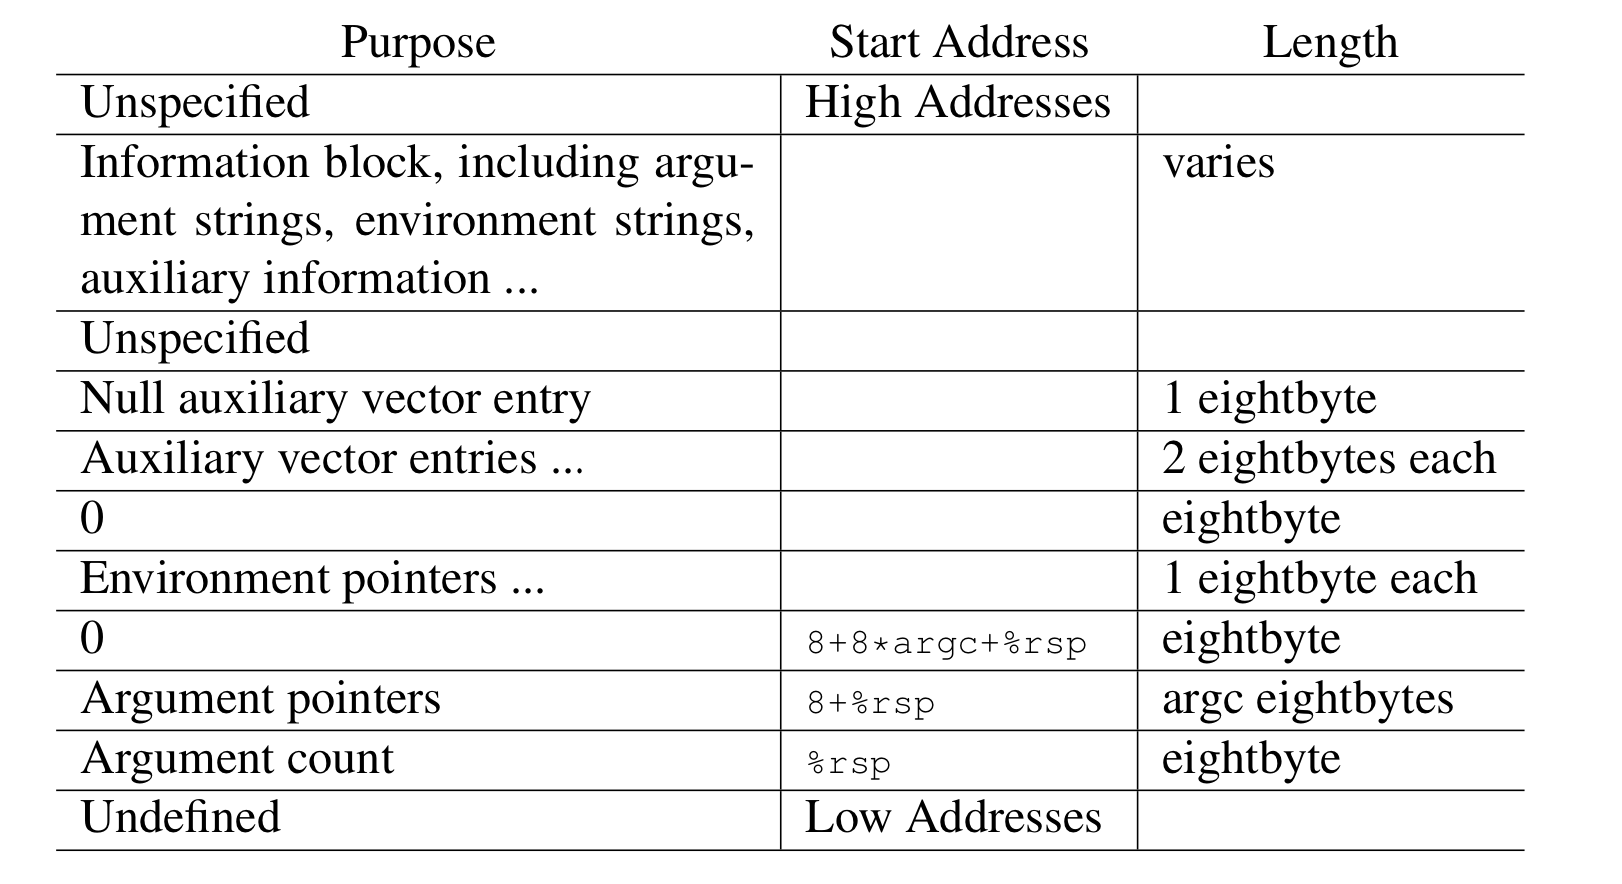 Purpose Start Address Length
Unspecified High Addresses
Information block, including argu- varies
ment strings, environment strings,
auxiliary information ...
Unspecified
Null auxiliary vector entry 1 eightbyte
Auxiliary vector entries ... 2 eightbytes each
0 eightbyte
Environment pointers ... 1 eightbyte each
0 8+8*argc+%rsp eightbyte
Argument pointers 8+%rsp argc eightbytes
Argument count %rsp eightbyte
Undefined Low Addresses